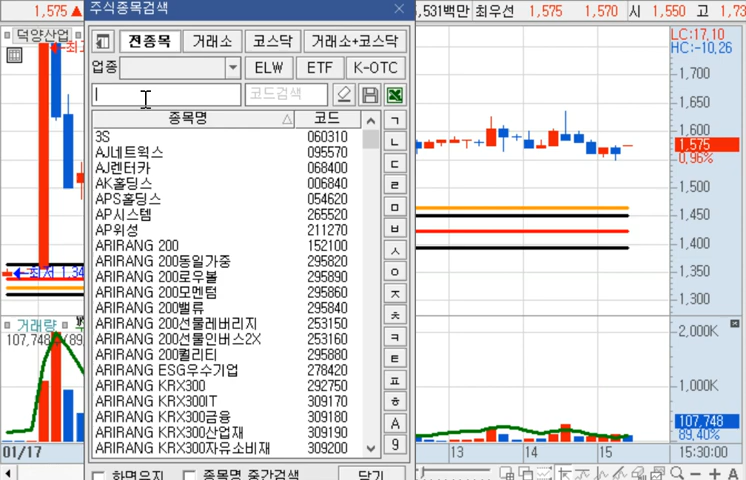 1,575 ▲ 주식종목검색 ,531백만 최우선 1,575 1,570 시 1,550 고 1,73
덕양산업
전종목 거래소 코스닥 거래소+코스닥
업종 ELW ETF K-OTC
코드검색
종목명 코드
3S 060310
AJ네트웍스 095570
AJ렌터카 068400
AK홀딩스 006840
APS홀딩스 054620
AP시스템 265520
AP위성 211270
ARIRANG 200 152100
ARIRANG 200동일가중 295820
ARIRANG 200로우볼 295890
ARIRANG 200모멘텀 295860
ARIRANG 200밸류 295840
ARIRANG 200선물레버리지 253150
ARIRANG 200선물인버스2X 253160
ARIRANG 200퀄리티 295880
ARIRANG ESG우수기업 278420
ARIRANG KRX300 292750
ARIRANG KRX300IT 309170
ARIRANG KRX300금융 309180
ARIRANG KRX300산업재 309190
ARIRANG KRX300자유소비재 309200
ㄱ
ㄴ
ㄷ
ㄹ
ㅁ
ㅂ
ㅅ
ㅇ
ㅈ
ㅊ
ㅋ
ㅌ
ㅍ
ㅎ
A
9
화면유지 종목명 중간검색 닫기
최고
최저 1,34
거래량
107,748 (89
01/17
LC:17,10
HC:-10,26
1,700
1,650
1,600
1,575
0,96%
1,500
1,450
1,400
1,350
1,300
2,000K
1,000K
107,748
89,40%
13 14 15 15:30:00
A